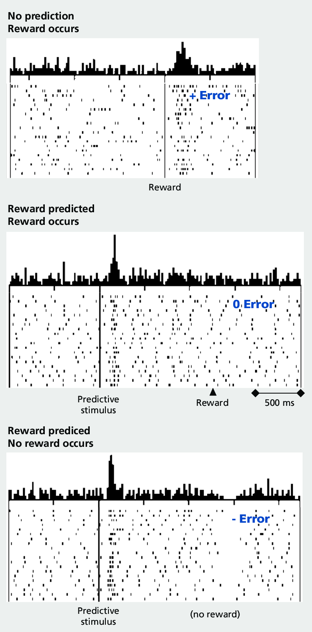 No prediction
Reward occurs
+ Error
Reward
Reward predicted
Reward occurs
0 Error
Predictive
stimulus
Reward
500 ms
Reward prediced
No reward occurs
- Error
Predictive
stimulus
(no reward)